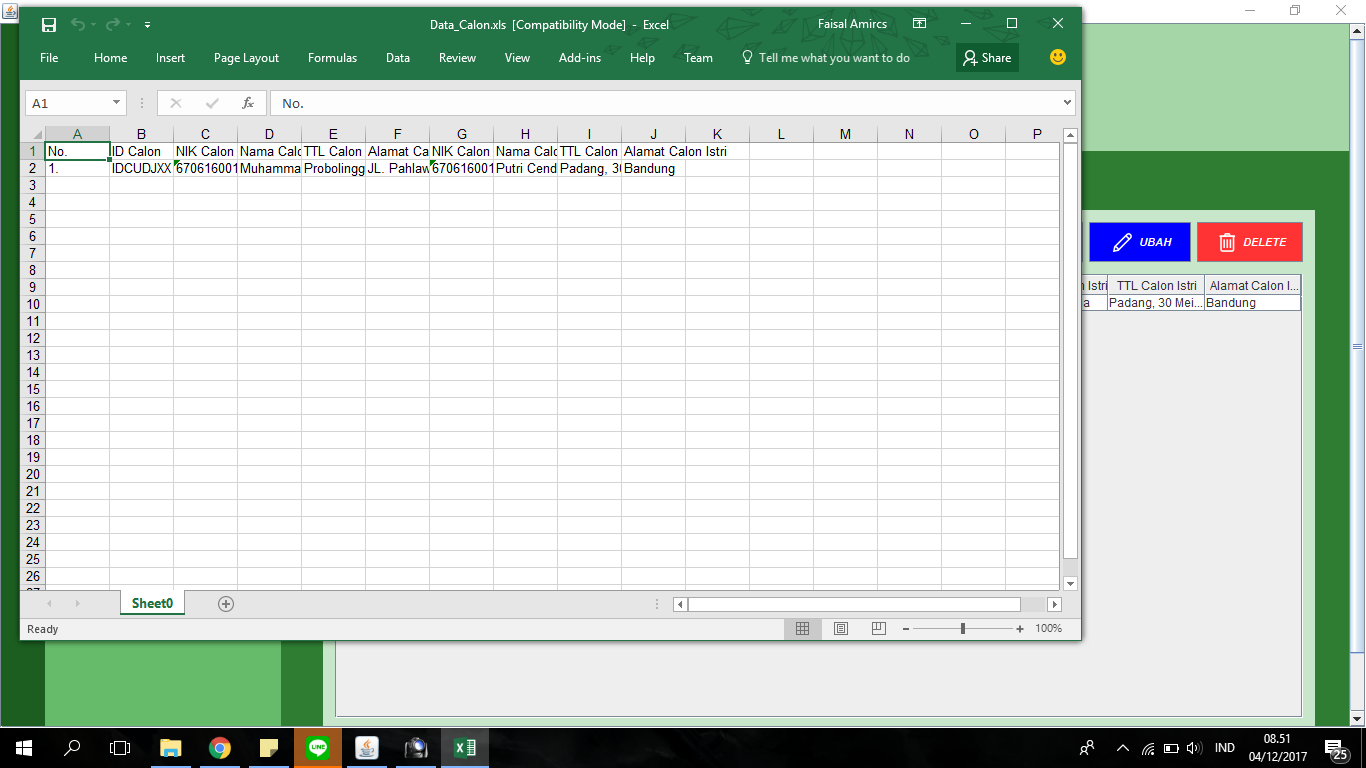 Data_Calon.xls [Compatibility Mode] - Excel
Faisal Amircs
File Home Insert Page Layout Formulas Data Review View Add-ins Help Team Tell me what you want to do Share
A1 fx No.
A B C D E F G H I J K L M N O P
1 No. ID Calon NIK Calon Nama Calo TTL Calon Alamat Ca NIK Calon Nama Calo TTL Calon Alamat Calon Istri
2 1. IDCUDJXX 670616001 Muhamma Probolingg JL. Pahlaw 670616001 Putri Cend Padang, 30 Bandung
3
4
5
6
7
8
9
10
11
12
13
14
15
16
17
18
19
20
21
22
23
24
25
26
Sheet0
Ready
100%
UBAH DELETE
n Istri TTL Calon Istri Alamat Calon I...
a Padang, 30 Mei... Bandung
LINE
IND
08.51
04/12/2017
25